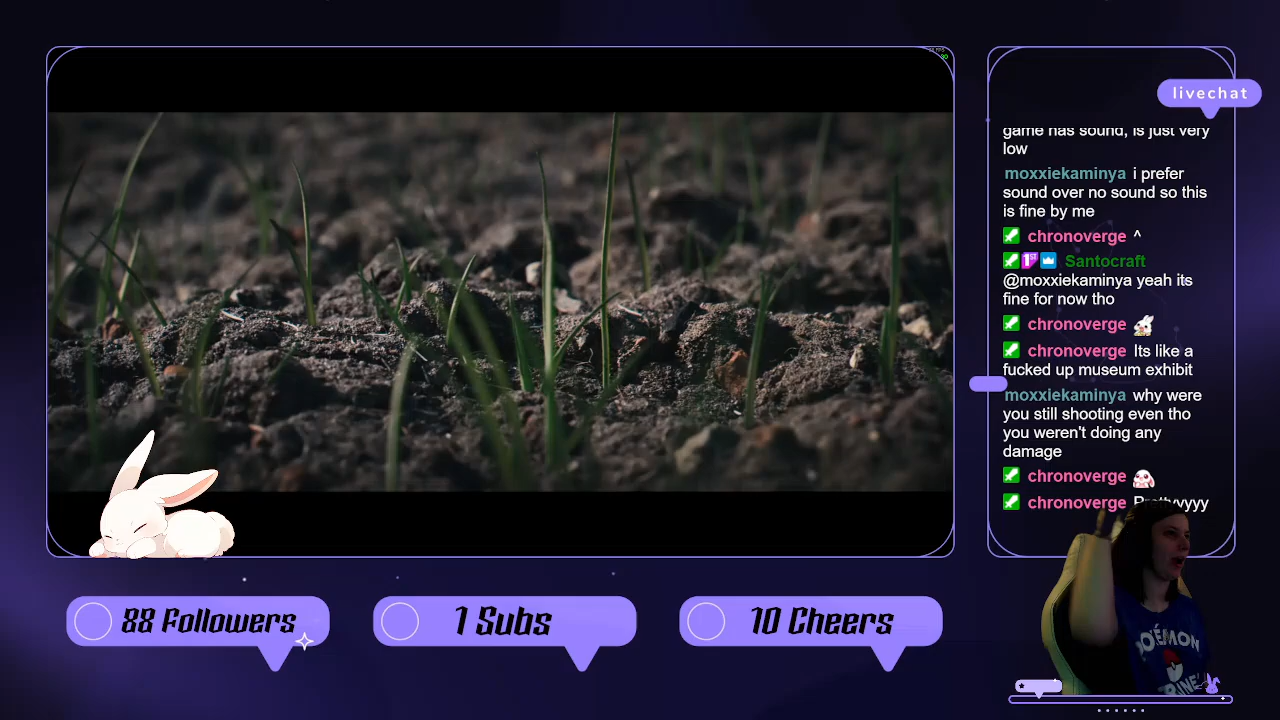 livechat
game has sound, is just very
low
moxxiekaminya i prefer
sound over no sound so this
is fine by me
chronoverge ^
1ST Santocraft
@moxxiekaminya yeah its
fine for now tho
chronoverge
chronoverge Its like a
fucked up museum exhibit
moxxiekaminya why were
you still shooting even tho
you weren't doing any
damage
chronoverge
chronoverge Prettyyyyy
POKÉMON
88 Followers
1 Subs
10 Cheers